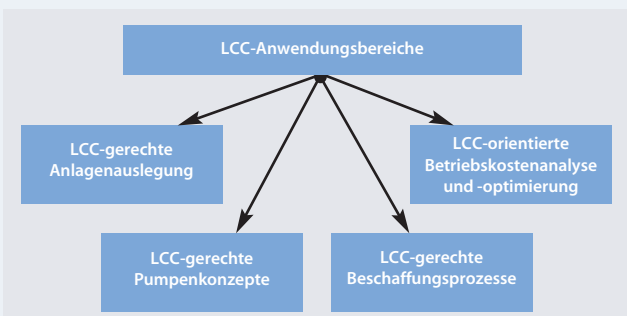 LCC-Anwendungsbereiche
LCC-gerechte
Anlagenauslegung
LCC-orientierte
Betriebskostenanalyse
und -optimierung
LCC-gerechte
Pumpenkonzepte
LCC-gerechte
Beschaffungsprozesse